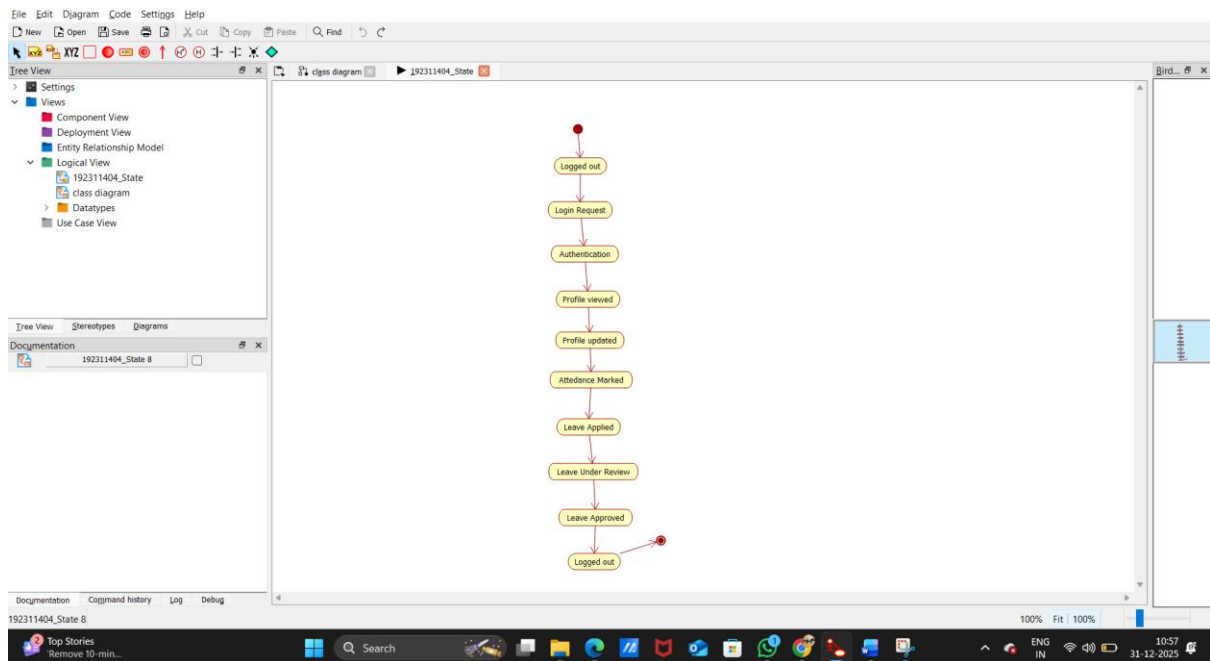 File Edit Diagram Code Settings Help
New Open Save Cut Copy Paste Find
XYZ XYZ
Tree View class diagram 192311404_State Bird...
Settings
Views
Component View
Deployment View
Entity Relationship Model
Logical View
192311404_State
class diagram
Datatypes
Use Case View
Logged out
Login Request
Authentication
Profile viewed
Profile updated
Attedance Marked
Leave Applied
Leave Under Review
Leave Approved
Logged out
Tree View Stereotypes Diagrams
Documentation
192311404_State 8
Documentation Command history Log Debug
192311404_State 8 100% Fit 100%
2 Top Stories
'Remove 10-min...
Search
1
ENG
IN
10:57
31-12-2025